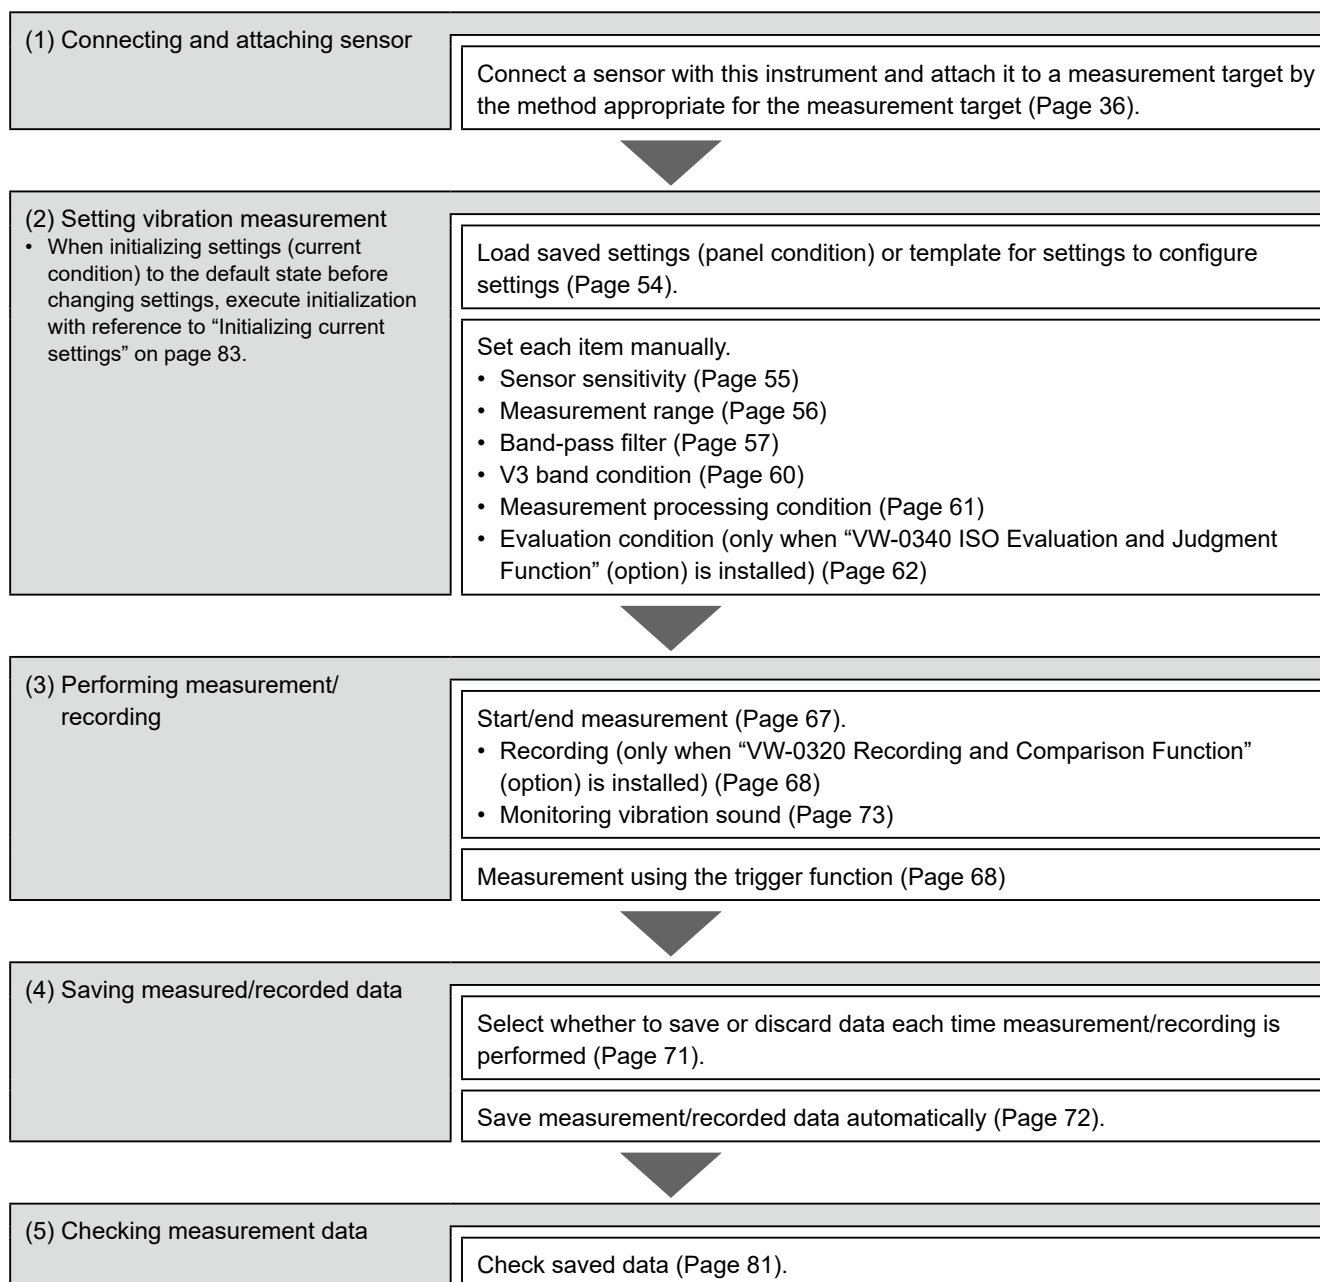 (1) Connecting and attaching sensor
Connect a sensor with this instrument and attach it to a measurement target by
the method appropriate for the measurement target (Page 36).
(2) Setting vibration measurement
• When initializing settings (current
condition) to the default state before
changing settings, execute initialization
with reference to “Initializing current
settings” on page 83.
Load saved settings (panel condition) or template for settings to configure
settings (Page 54).
Set each item manually.
• Sensor sensitivity (Page 55)
• Measurement range (Page 56)
• Band-pass filter (Page 57)
• V3 band condition (Page 60)
• Measurement processing condition (Page 61)
• Evaluation condition (only when “VW-0340 ISO Evaluation and Judgment
Function” (option) is installed) (Page 62)
(3) Performing measurement/
recording
Start/end measurement (Page 67).
• Recording (only when “VW-0320 Recording and Comparison Function”
(option) is installed) (Page 68)
• Monitoring vibration sound (Page 73)
Measurement using the trigger function (Page 68)
(4) Saving measured/recorded data
Select whether to save or discard data each time measurement/recording is
performed (Page 71).
Save measurement/recorded data automatically (Page 72).
(5) Checking measurement data
Check saved data (Page 81).